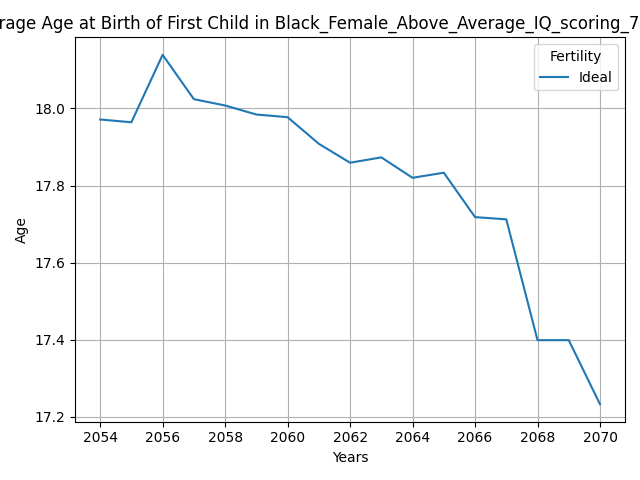 rage Age at Birth of First Child in Black_Female_Above_Average_IQ_scoring_7
Fertility
Ideal
18.0
17.8
17.6
17.4
17.2
Age
2054 2056 2058 2060 2062 2064 2066 2068 2070
Years